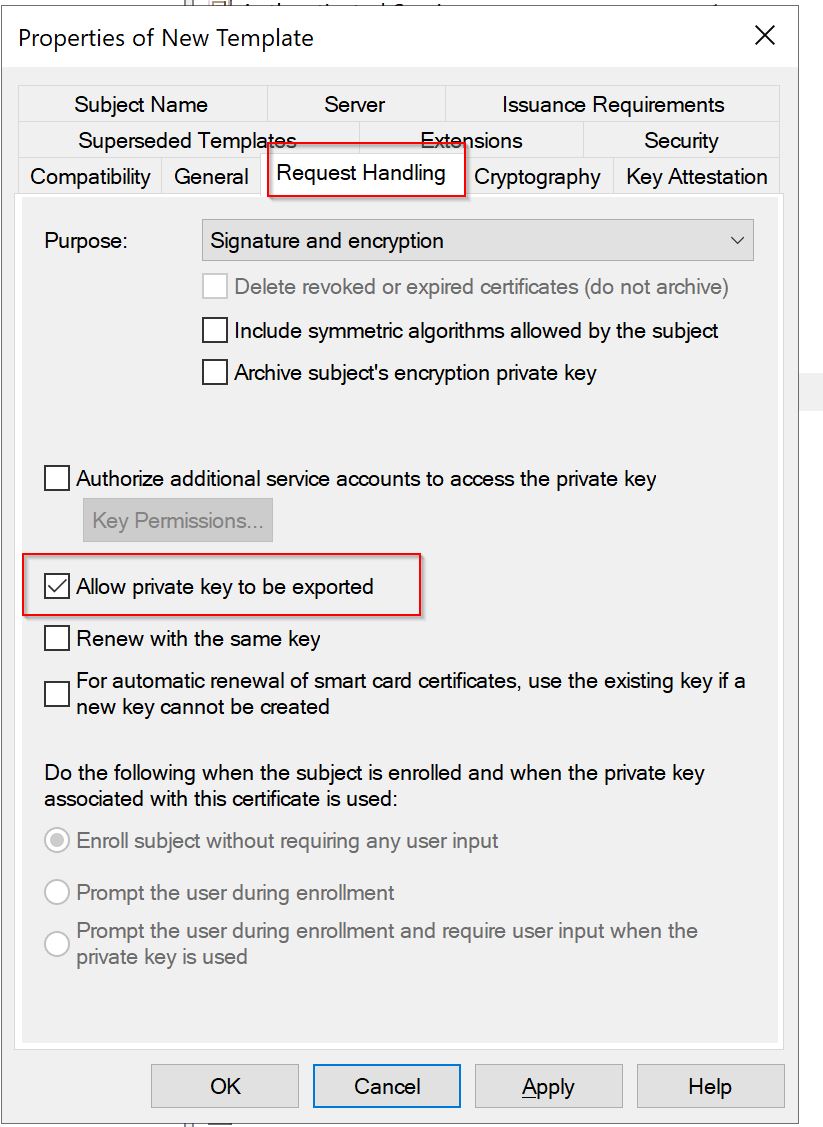 Properties of New Template
Subject Name
Server
Issuance Requirements
Superseded Templates
Extensions
Security
Compatibility
General
Request Handling
Cryptography
Key Attestation
Purpose:
Signature and encryption
Delete revoked or expired certificates (do not archive)
Include symmetric algorithms allowed by the subject
Archive subject's encryption private key
Authorize additional service accounts to access the private key
Key Permissions...
Allow private key to be exported
Renew with the same key
For automatic renewal of smart card certificates, use the existing key if a
new key cannot be created
Do the following when the subject is enrolled and when the private key
associated with this certificate is used:
Enroll subject without requiring any user input
Prompt the user during enrollment
Prompt the user during enrollment and require user input when the
private key is used
OK
Cancel
Apply
Help